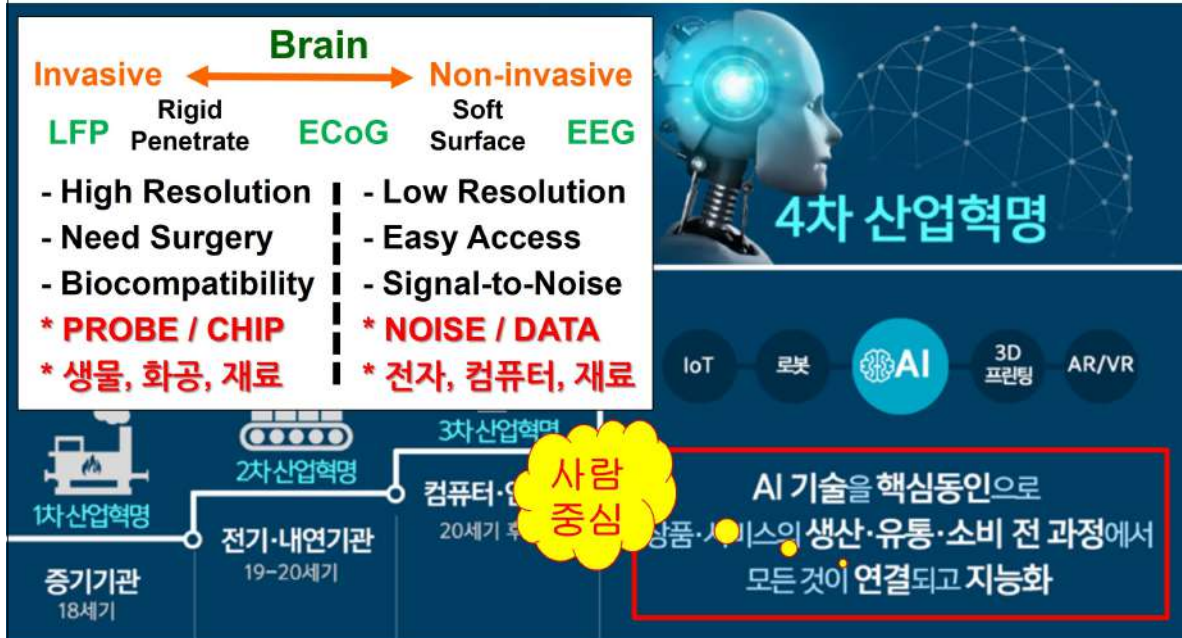 Brain
Invasive Non-invasive
LFP Rigid Penetrate ECoG Soft Surface EEG
- High Resolution
- Need Surgery
- Biocompatibility
* PROBE / CHIP
* 생물, 화공, 재료
- Low Resolution
- Easy Access
- Signal-to-Noise
* NOISE / DATA
* 전자, 컴퓨터, 재료
4차 산업혁명
IoT 로봇 AI 3D 프린팅 AR/VR
1차 산업혁명
증기기관
18세기
2차 산업혁명
전기·내연기관
19-20세기
3차 산업혁명
컴퓨터·
20세기
사람
중심
AI 기술을 핵심동인으로
생산·유통·소비 전 과정에서
모든 것이 연결되고 지능화